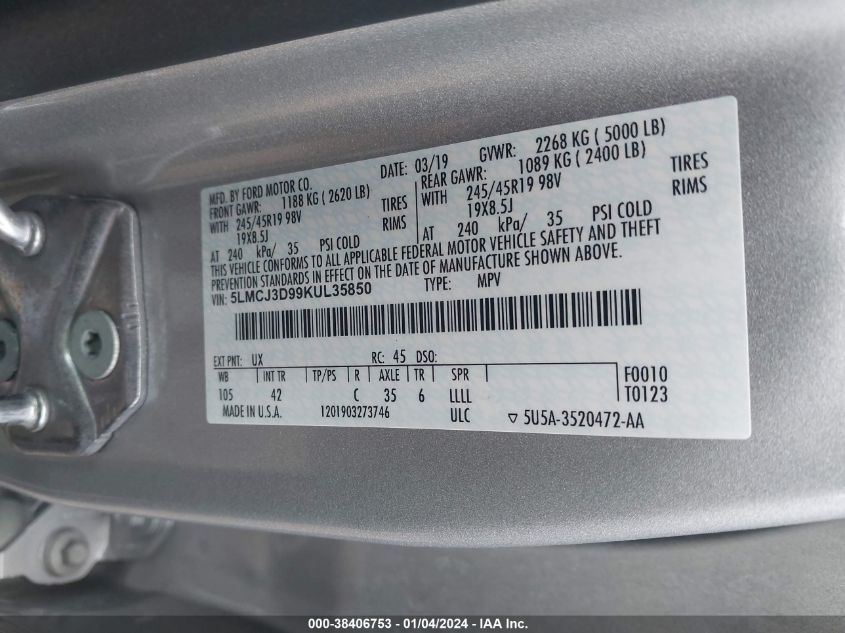 MFD. BY FORD MOTOR CO. DATE: 03/19 GVWR: 2268 KG ( 5000 LB)
FRONT GAWR: 1188 KG ( 2620 LB) REAR GAWR: 1089 KG ( 2400 LB)
WITH 245/45R19 98V TIRES WITH 245/45R19 98V TIRES
19X8.5J RIMS 19X8.5J RIMS
AT 240 kPa/ 35 PSI COLD AT 240 kPa/ 35 PSI COLD
THIS VEHICLE CONFORMS TO ALL APPLICABLE FEDERAL MOTOR VEHICLE SAFETY AND THEFT
PREVENTION STANDARDS IN EFFECT ON THE DATE OF MANUFACTURE SHOWN ABOVE.
VIN: 5LMCJ3D99KUL35850 TYPE: MPV
EXT PNT: UX RC: 45 DSO:
WB INT TR TP/PS R AXLE TR SPR F0010
105 42 C 35 6 LLLL T0123
MADE IN U.S.A. 1201903273746 ULC ▽ 5U5A-3520472-AA
000-38406753 - 01/04/2024 - IAA Inc.